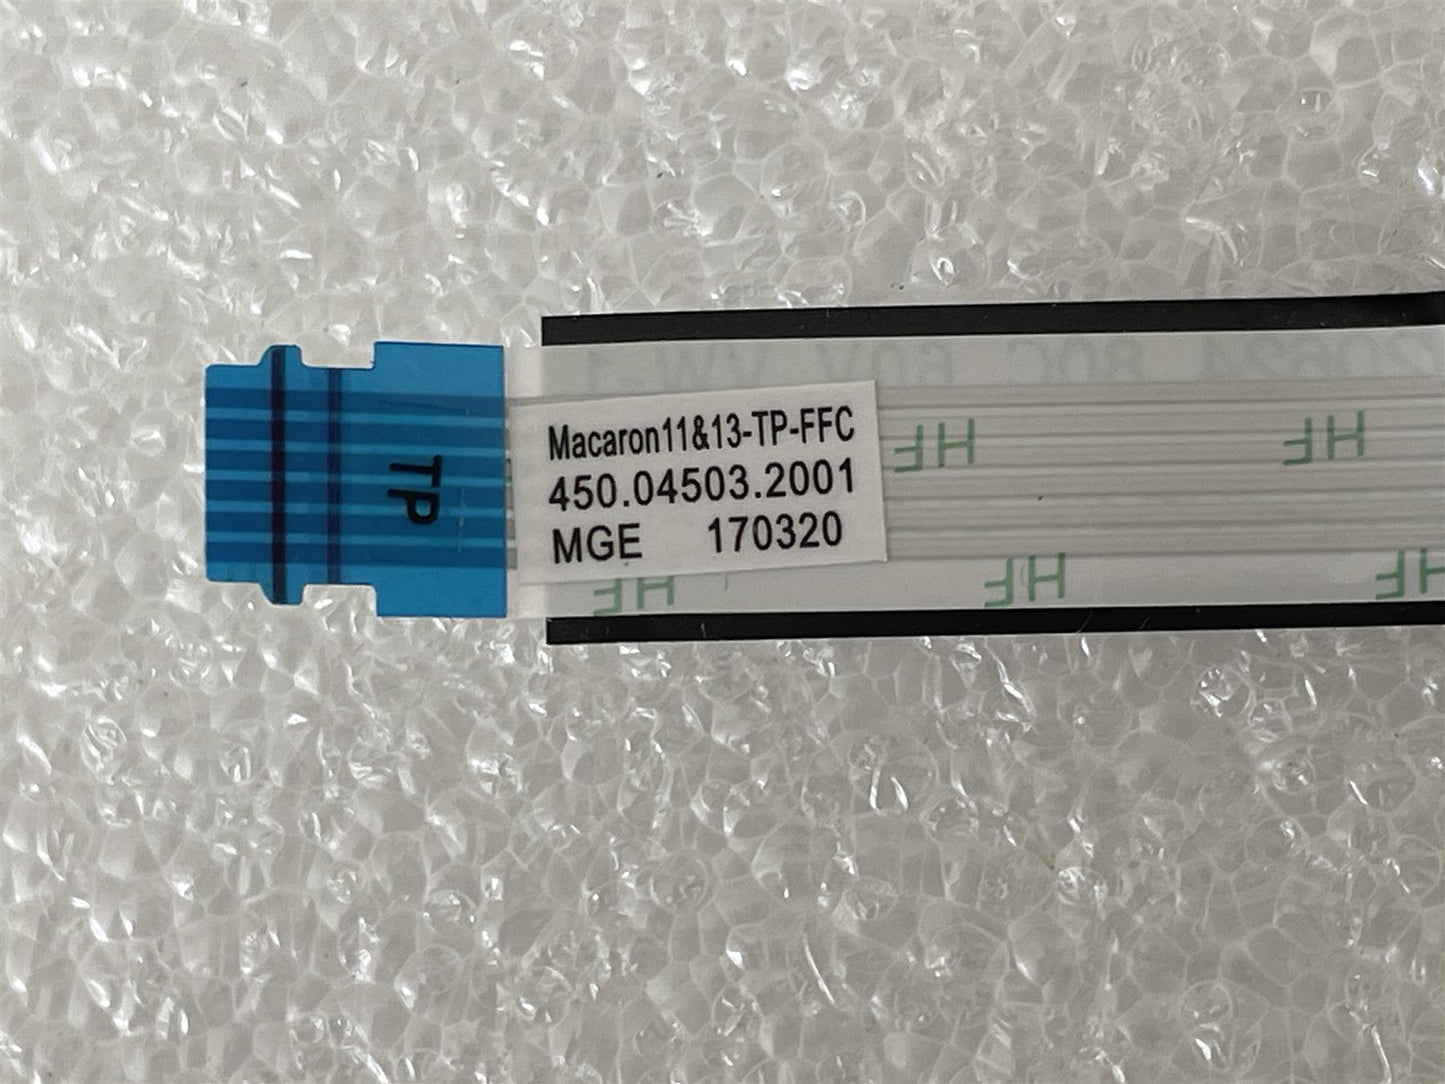 Macaron11&13-TP-FFC
450.04503.2001
MGE 170320
TP
HF
HF
HF
HF
HF